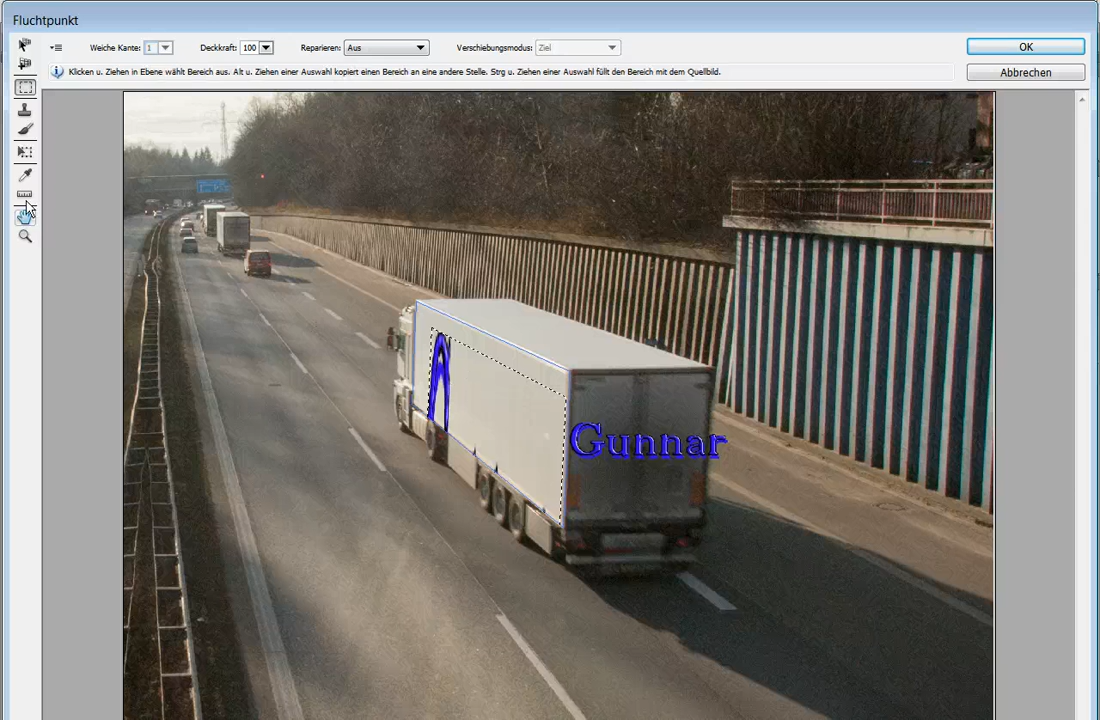 Fluchtpunkt
Weiche Kante: 1 Deckkraft: 100 Reparieren: Aus Verschiebungsmodus: Ziel OK
Klicken u. Ziehen in Ebene wählt Bereich aus. Alt u. Ziehen einer Auswahl kopiert einen Bereich an eine andere Stelle. Strg u. Ziehen einer Auswahl füllt den Bereich mit dem Quellbild. Abbrechen
Gunnar